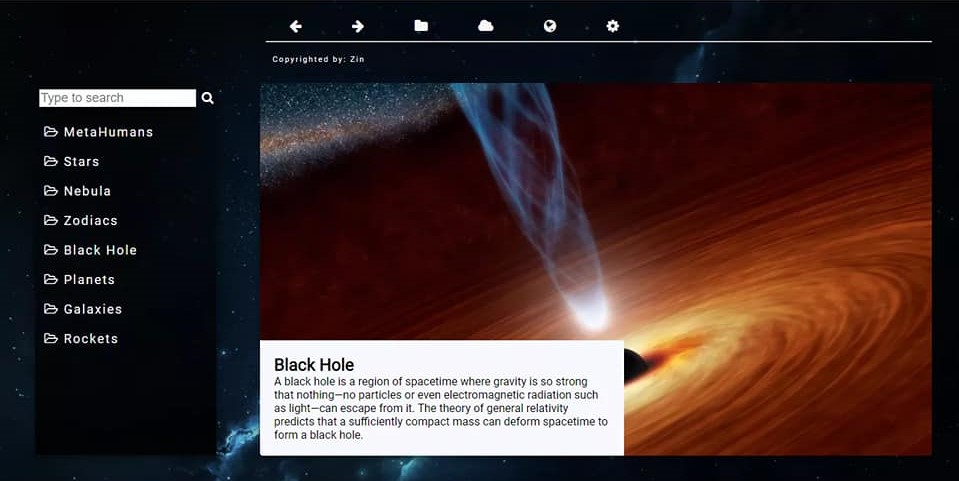 Copyrighted by: Zin
Type to search
MetaHumans
Stars
Nebula
Zodiacs
Black Hole
Planets
Galaxies
Rockets
Black Hole
A black hole is a region of spacetime where gravity is so strong
that nothing—no particles or even electromagnetic radiation such
as light—can escape from it. The theory of general relativity
predicts that a sufficiently compact mass can deform spacetime to
form a black hole.